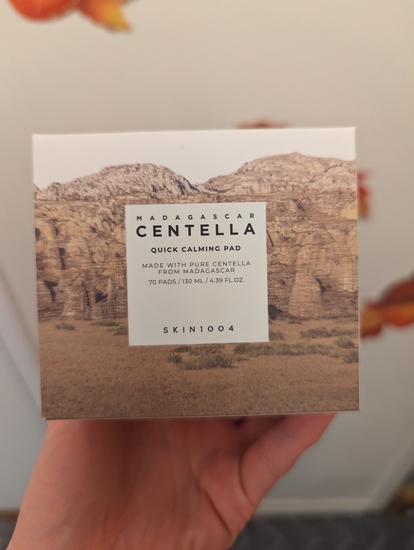 MADAGASCAR
CENTELLA
QUICK CALMING PAD
MADE WITH PURE CENTELLA
FROM MADAGASCAR
70 PADS / 130 ML / 4.39 FL.OZ.
SKIN1004